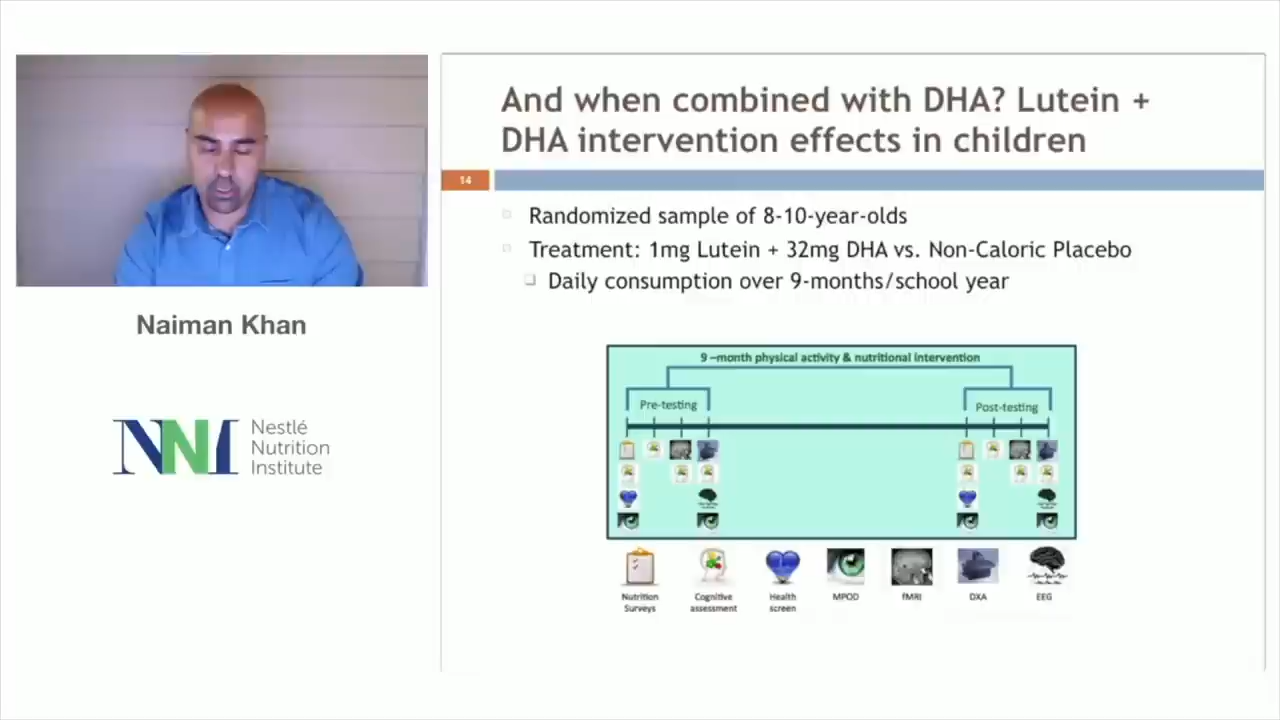 And when combined with DHA? Lutein +
DHA intervention effects in children
14
Randomized sample of 8-10-year-olds
Treatment: 1mg Lutein + 32mg DHA vs. Non-Caloric Placebo
Daily consumption over 9-months/school year
Naiman Khan
NNI
Nestlé
Nutrition
Institute
9 –month physical activity & nutritional intervention
Pre-testing
Post-testing
Nutrition
Surveys
Cognitive
assessment
Health
screen
MPOD
fMRI
DXA
EEG